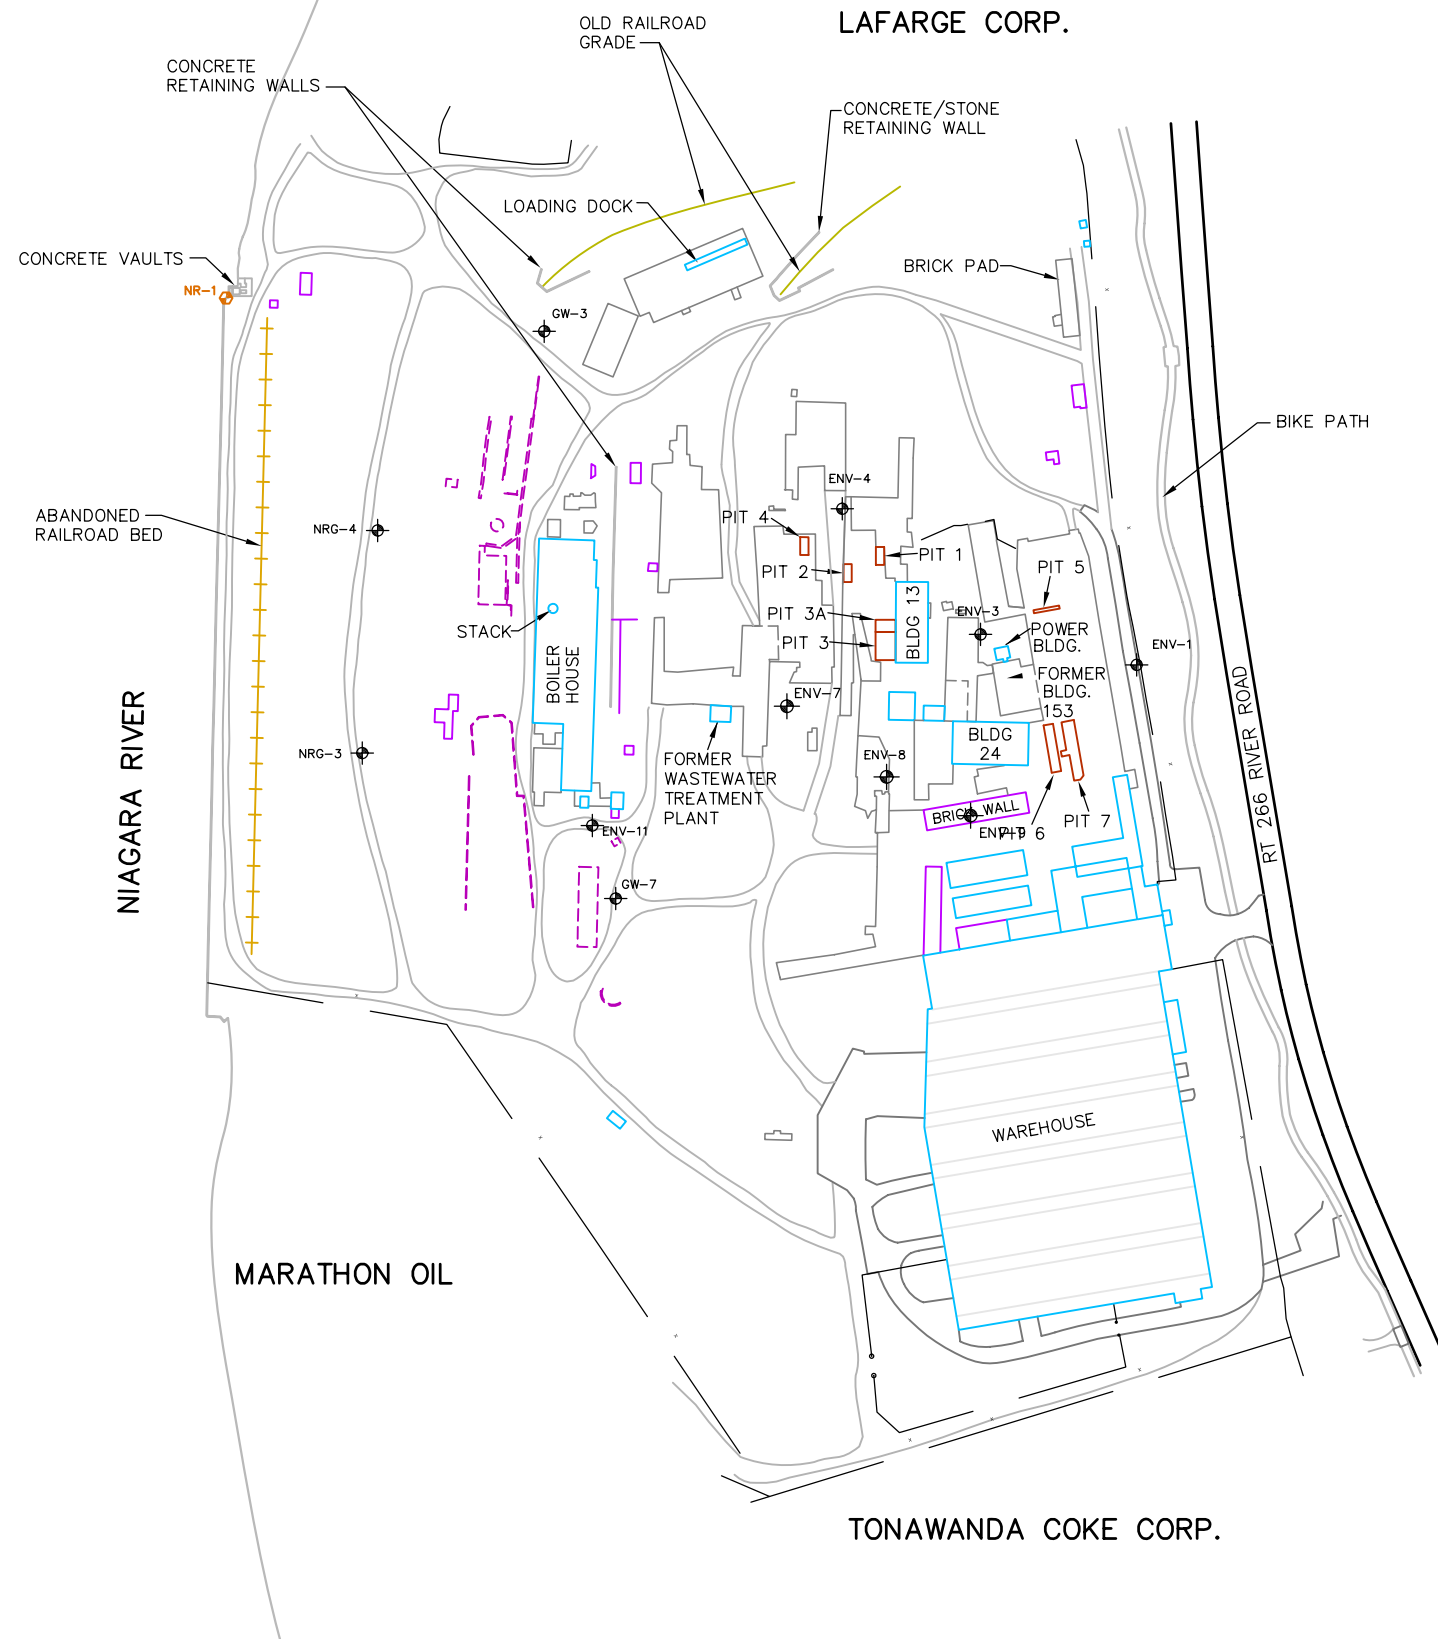 LAFARGE CORP.
OLD RAILROAD
GRADE
CONCRETE
RETAINING WALLS
CONCRETE/STONE
RETAINING WALL
LOADING DOCK
CONCRETE VAULTS
NR-1
BRICK PAD
GW-3
BIKE PATH
ABANDONED
RAILROAD BED
NRG-4
ENV-4
PIT 4
PIT 1
PIT 2
PIT 5
PIT 3A
PIT 3
BLDG 13
ENV-3
POWER
BLDG.
ENV-1
STACK
BOILER
HOUSE
FORMER
BLDG.
153
ENV-7
NIAGARA RIVER
NRG-3
FORMER
WASTEWATER
TREATMENT
PLANT
ENV-8
BLDG
24
RT 266 RIVER ROAD
BRICK WALL
ENV-9
PIT 6
PIT 7
ENV-11
GW-7
WAREHOUSE
MARATHON OIL
TONAWANDA COKE CORP.